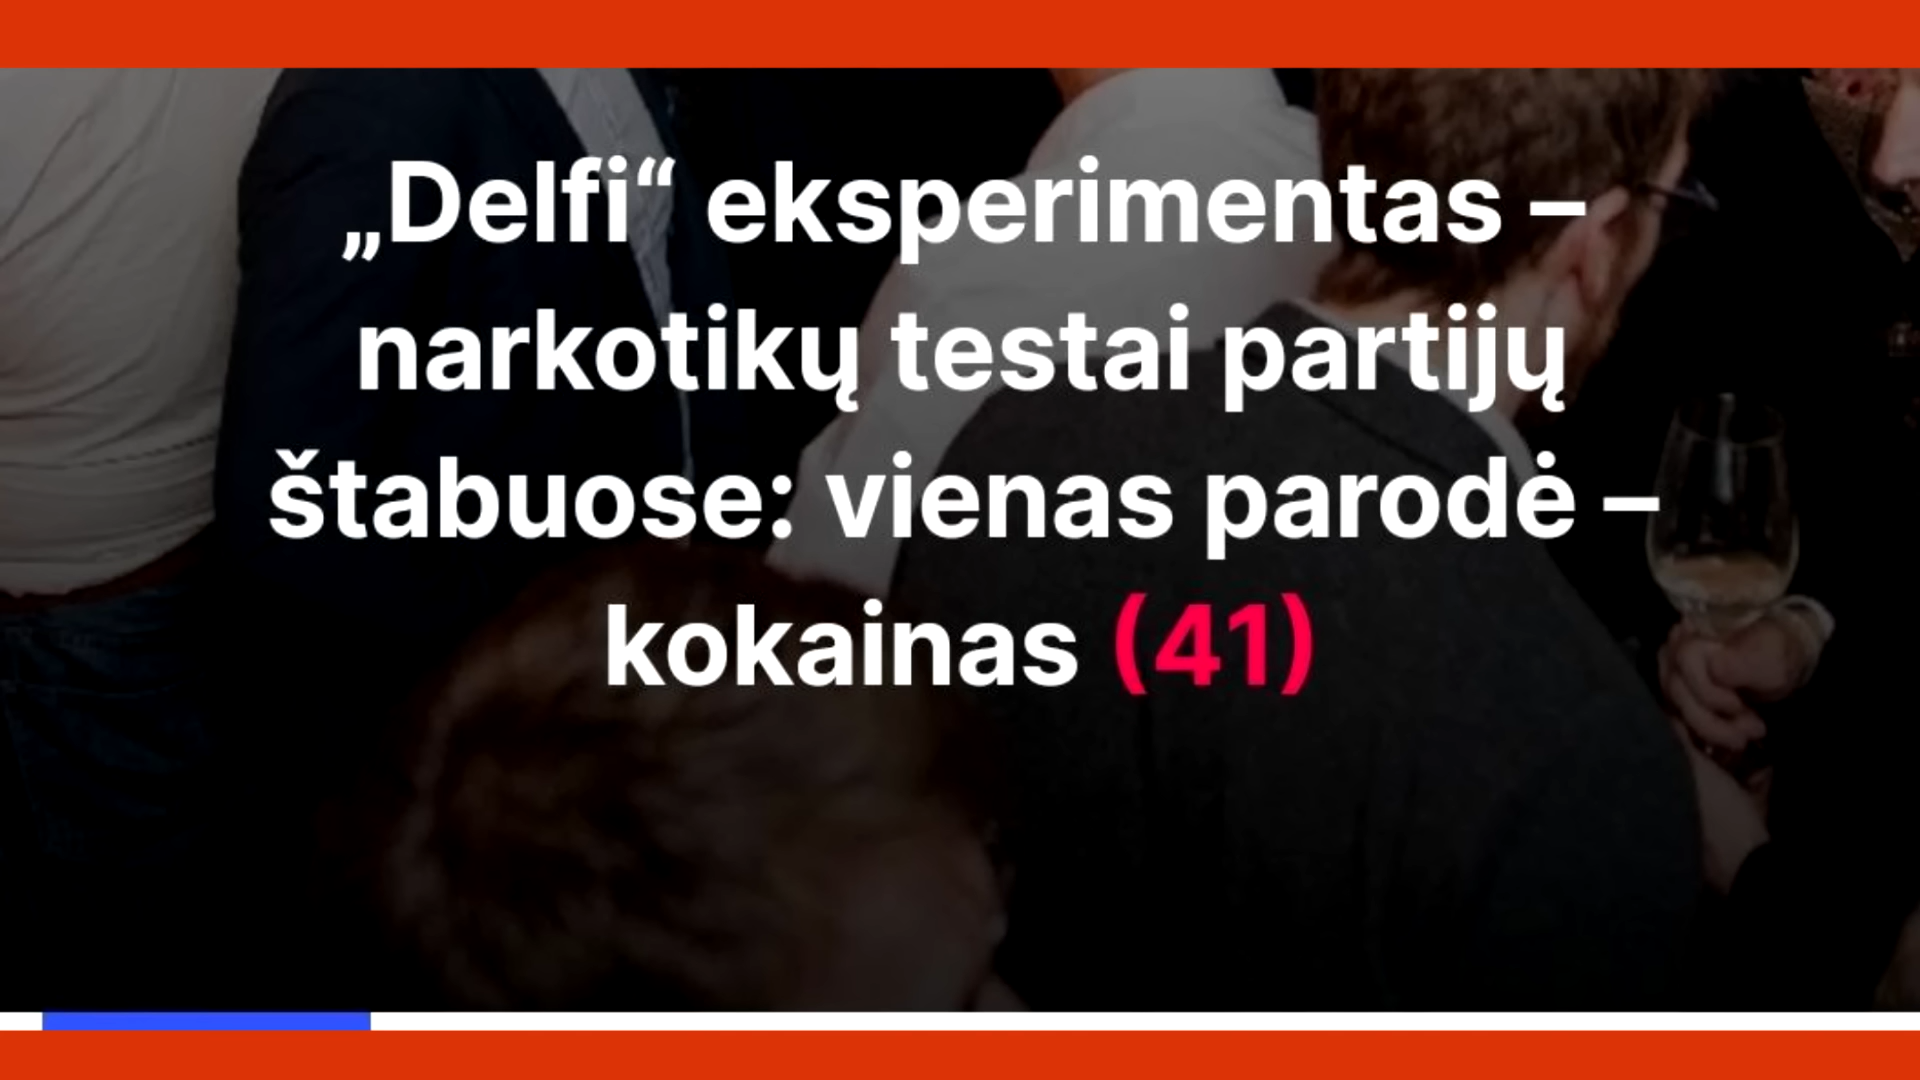 „Delfi“ eksperimentas –
narkotikų testai partijų
štabuose: vienas parodė –
kokainas (41)